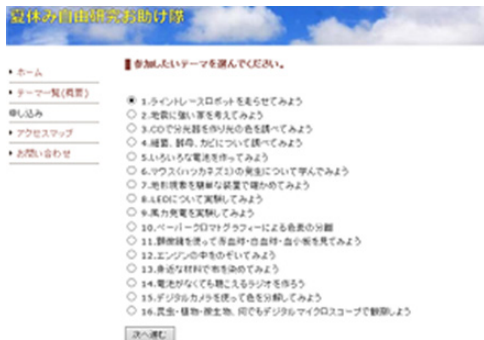 夏休み自由研究お助け隊
ホーム
テーマ一覧(概要)
申し込み
アクセスマップ
お問い合わせ
参加したいテーマを選んでください。
1.ライントレースロボットを走らせてみよう
2.地震に強い家を考えてみよう
3.CDで分光器を作り光の色を調べてみよう
4.細菌、酵母、カビについて調べてみよう
5.いろいろな電池を作ってみよう
6.マウス(ハツカネズミ)の発生について学んでみよう
7.地形現象を簡単な装置で確かめてみよう
8.LEDについて実験してみよう
9.風力発電を実験してみよう
10.ペーパークロマトグラフィーによる色素の分離
11.顕微鏡を使って赤血球・白血球・血小板を見てみよう
12.エンジンの中をのぞいてみよう
13.身近な材料で布を染めてみよう
14.電池がなくても聴こえるラジオを作ろう
15.デジタルカメラを使って色を分解してみよう
16.昆虫・植物・微生物、何でもデジタルマイクロスコープで観察しよう
次へ進む